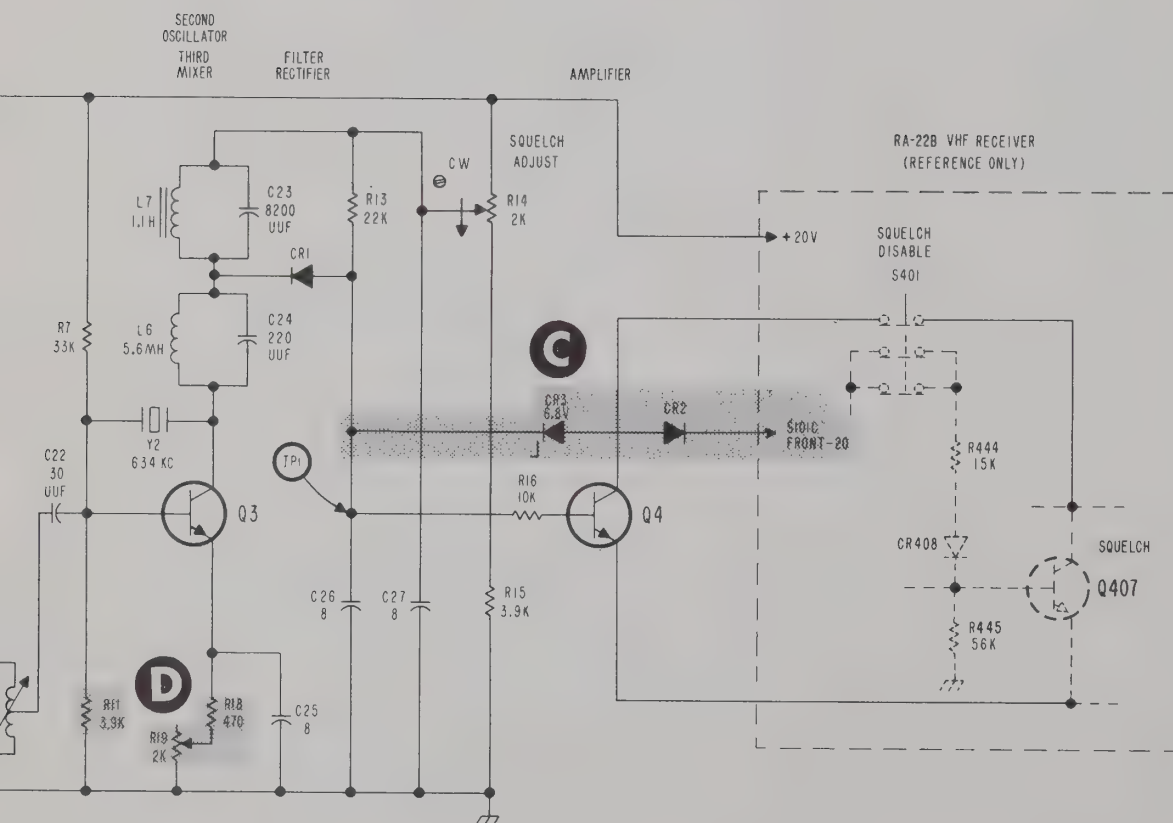 SECOND
OSCILLATOR
THIRD
MIXER
FILTER
RECTIFIER
AMPLIFIER
SQUELCH
ADJUST
CW
RA-22B VHF RECEIVER
(REFERENCE ONLY)
L7
1.1H
C23
8200
UUF
R13
22K
R14
2K
+20V
SQUELCH
DISABLE
S401
CR1
R7
33K
L6
5.6MH
C24
220
UUF
C
CR3
6.8V
CR2
S101C
FRONT-20
Y2
634 KC
TP1
R444
15K
C22
30
UUF
Q3
R16
10K
Q4
CR408
SQUELCH
Q407
C26
8
C27
8
R15
3.9K
R445
56K
D
R11
3.9K
R18
470
R19
2K
C25
8